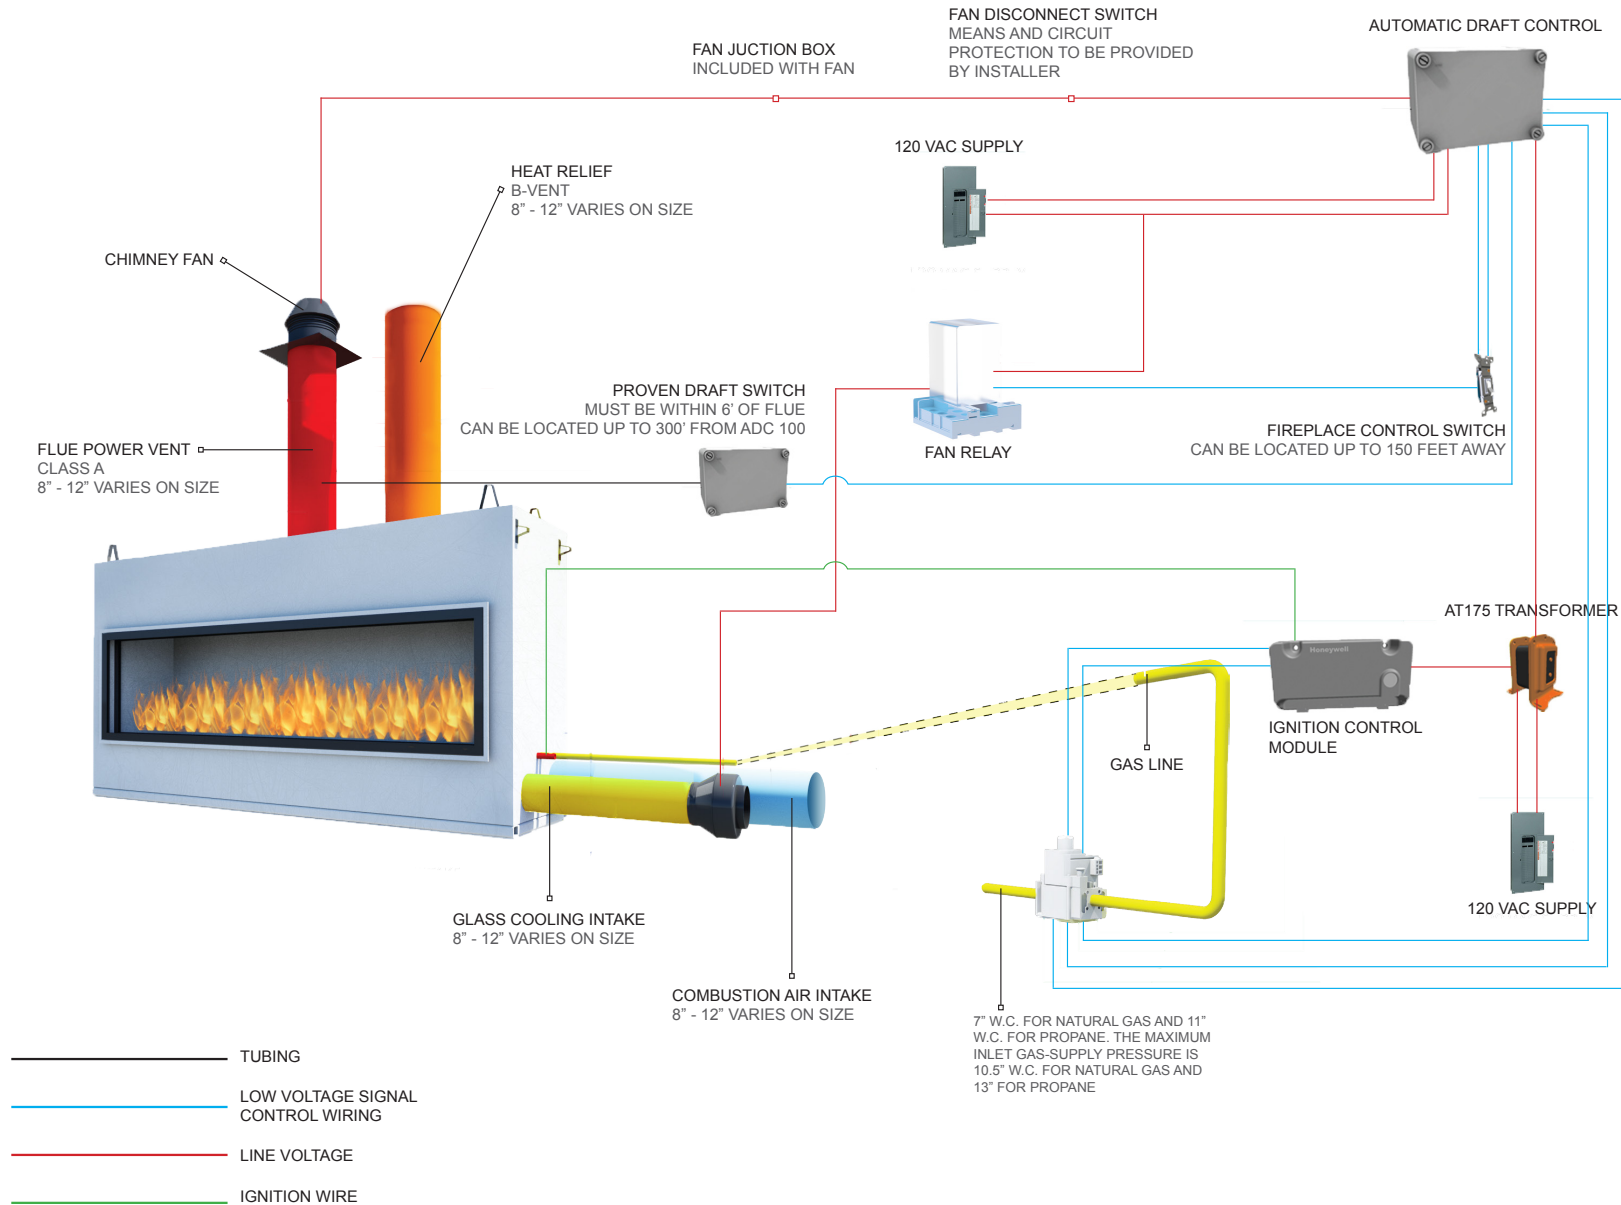 FAN DISCONNECT SWITCH
MEANS AND CIRCUIT
PROTECTION TO BE PROVIDED
BY INSTALLER
AUTOMATIC DRAFT CONTROL
FAN JUCTION BOX
INCLUDED WITH FAN
120 VAC SUPPLY
HEAT RELIEF
B-VENT
8” - 12” VARIES ON SIZE
CHIMNEY FAN
PROVEN DRAFT SWITCH
MUST BE WITHIN 6’ OF FLUE
CAN BE LOCATED UP TO 300’ FROM ADC 100
FLUE POWER VENT
CLASS A
8” - 12” VARIES ON SIZE
FAN RELAY
FIREPLACE CONTROL SWITCH
CAN BE LOCATED UP TO 150 FEET AWAY
AT175 TRANSFORMER
Honeywell
IGNITION CONTROL
MODULE
GAS LINE
120 VAC SUPPLY
GLASS COOLING INTAKE
8” - 12” VARIES ON SIZE
COMBUSTION AIR INTAKE
8” - 12” VARIES ON SIZE
7” W.C. FOR NATURAL GAS AND 11”
W.C. FOR PROPANE. THE MAXIMUM
INLET GAS-SUPPLY PRESSURE IS
10.5” W.C. FOR NATURAL GAS AND
13” FOR PROPANE
TUBING
LOW VOLTAGE SIGNAL
CONTROL WIRING
LINE VOLTAGE
IGNITION WIRE